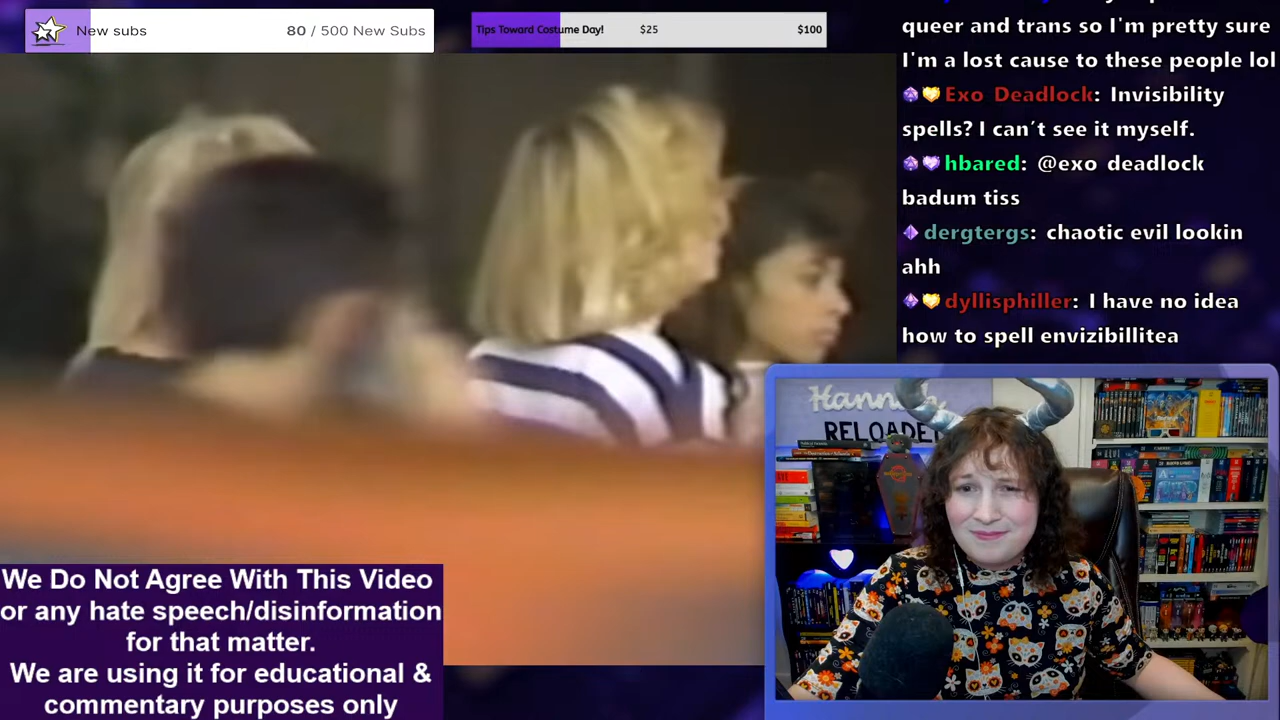 New subs
80 / 500 New Subs
Tips Toward Costume Day!
$25
$100
queer and trans so I'm pretty sure
I'm a lost cause to these people lol
Exo Deadlock: Invisibility
spells? I can´t see it myself.
hbared: @exo deadlock
badum tiss
dergtergs: chaotic evil lookin
ahh
dyllisphiller: I have no idea
how to spell envizibillitea
Hannah
RELOADED
We Do Not Agree With This Video
or any hate speech/disinformation
for that matter.
We are using it for educational &
commentary purposes only